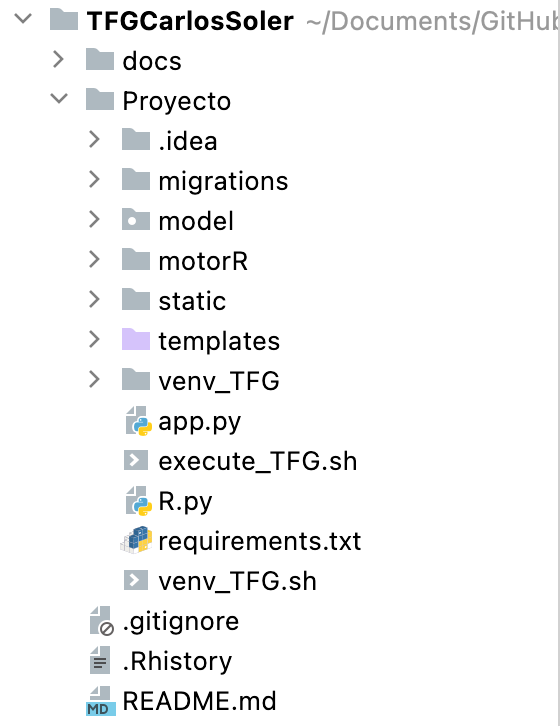 TFGCarlosSoler ~/Documents/GitHub
docs
Proyecto
.idea
migrations
model
motorR
static
templates
venv_TFG
app.py
execute_TFG.sh
R.py
requirements.txt
venv_TFG.sh
.gitignore
.Rhistory
MD README.md